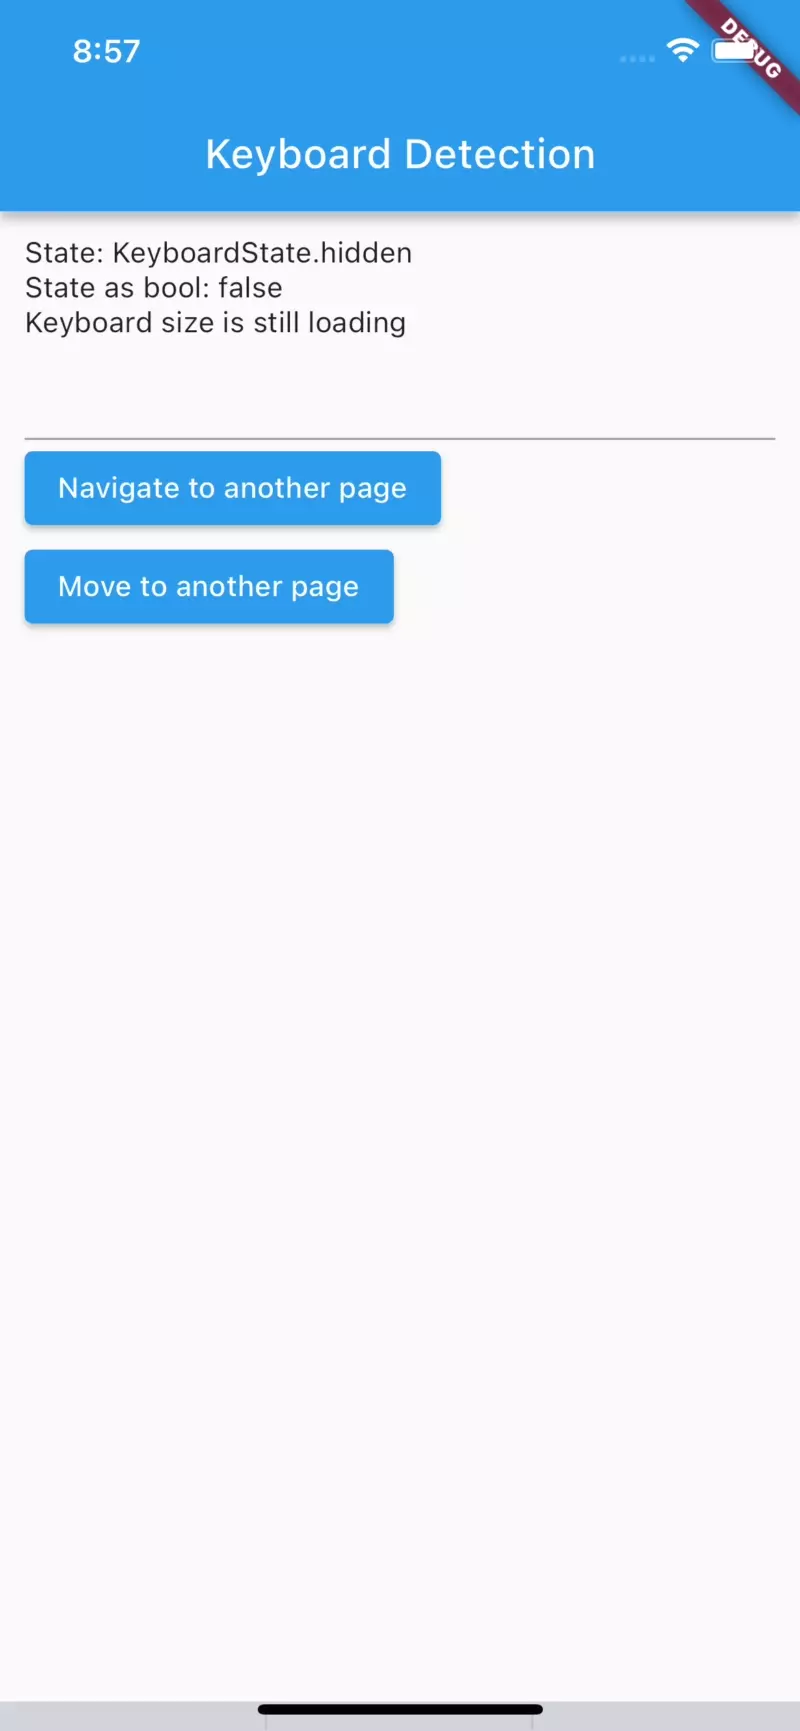 8:57
DEBUG
Keyboard Detection
State: KeyboardState.hidden
State as bool: false
Keyboard size is still loading
Navigate to another page
Move to another page